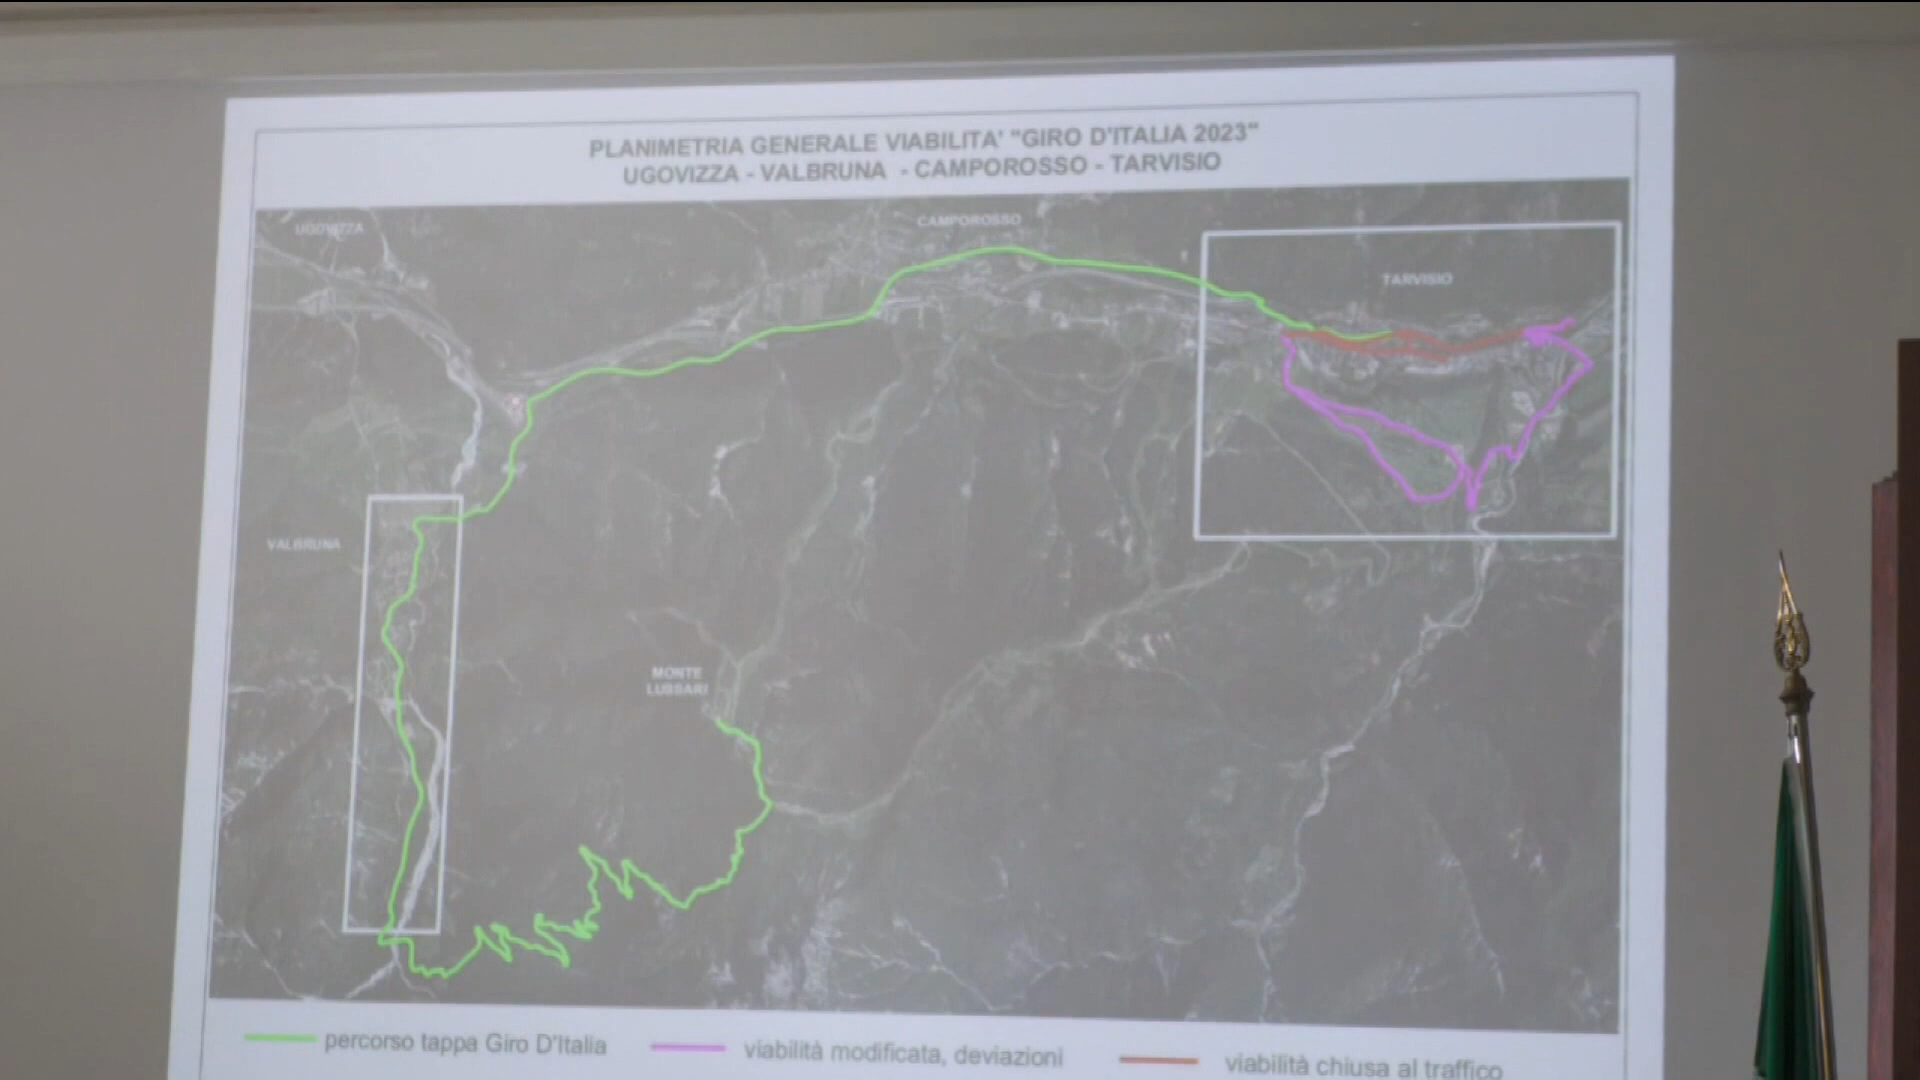 PLANIMETRIA GENERALE VIABILITA' "GIRO D'ITALIA 2023"
UGOVIZZA - VALBRUNA - CAMPOROSSO - TARVISIO
UGOVIZZA
CAMPOROSSO
TARVISIO
VALBRUNA
MONTE
LUSSARI
percorso tappa Giro D'Italia
viabilità modificata, deviazioni
viabilità chiusa al traffico